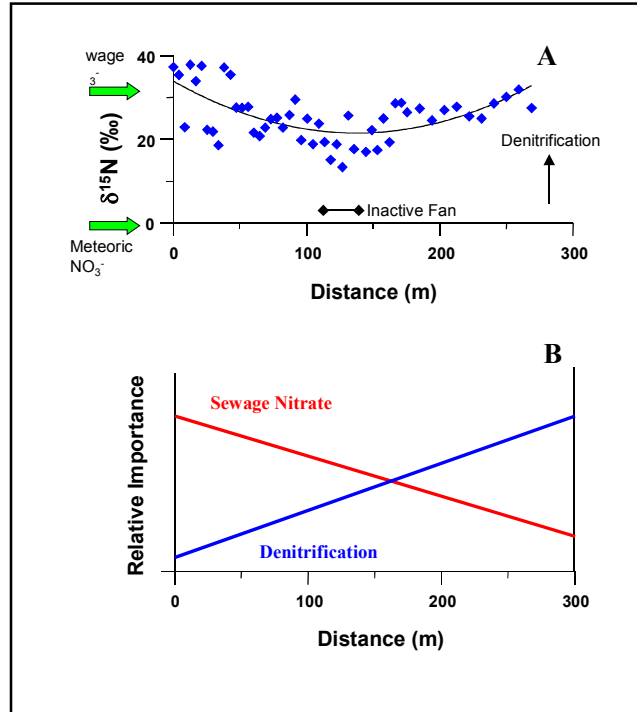 wage
3-
40
A
20
Denitrification
δ15N (‰)
Inactive Fan
0
Meteoric
NO3-
0 100 200 300
Distance (m)
B
Sewage Nitrate
Relative Importance
Denitrification
0 100 200 300
Distance (m)